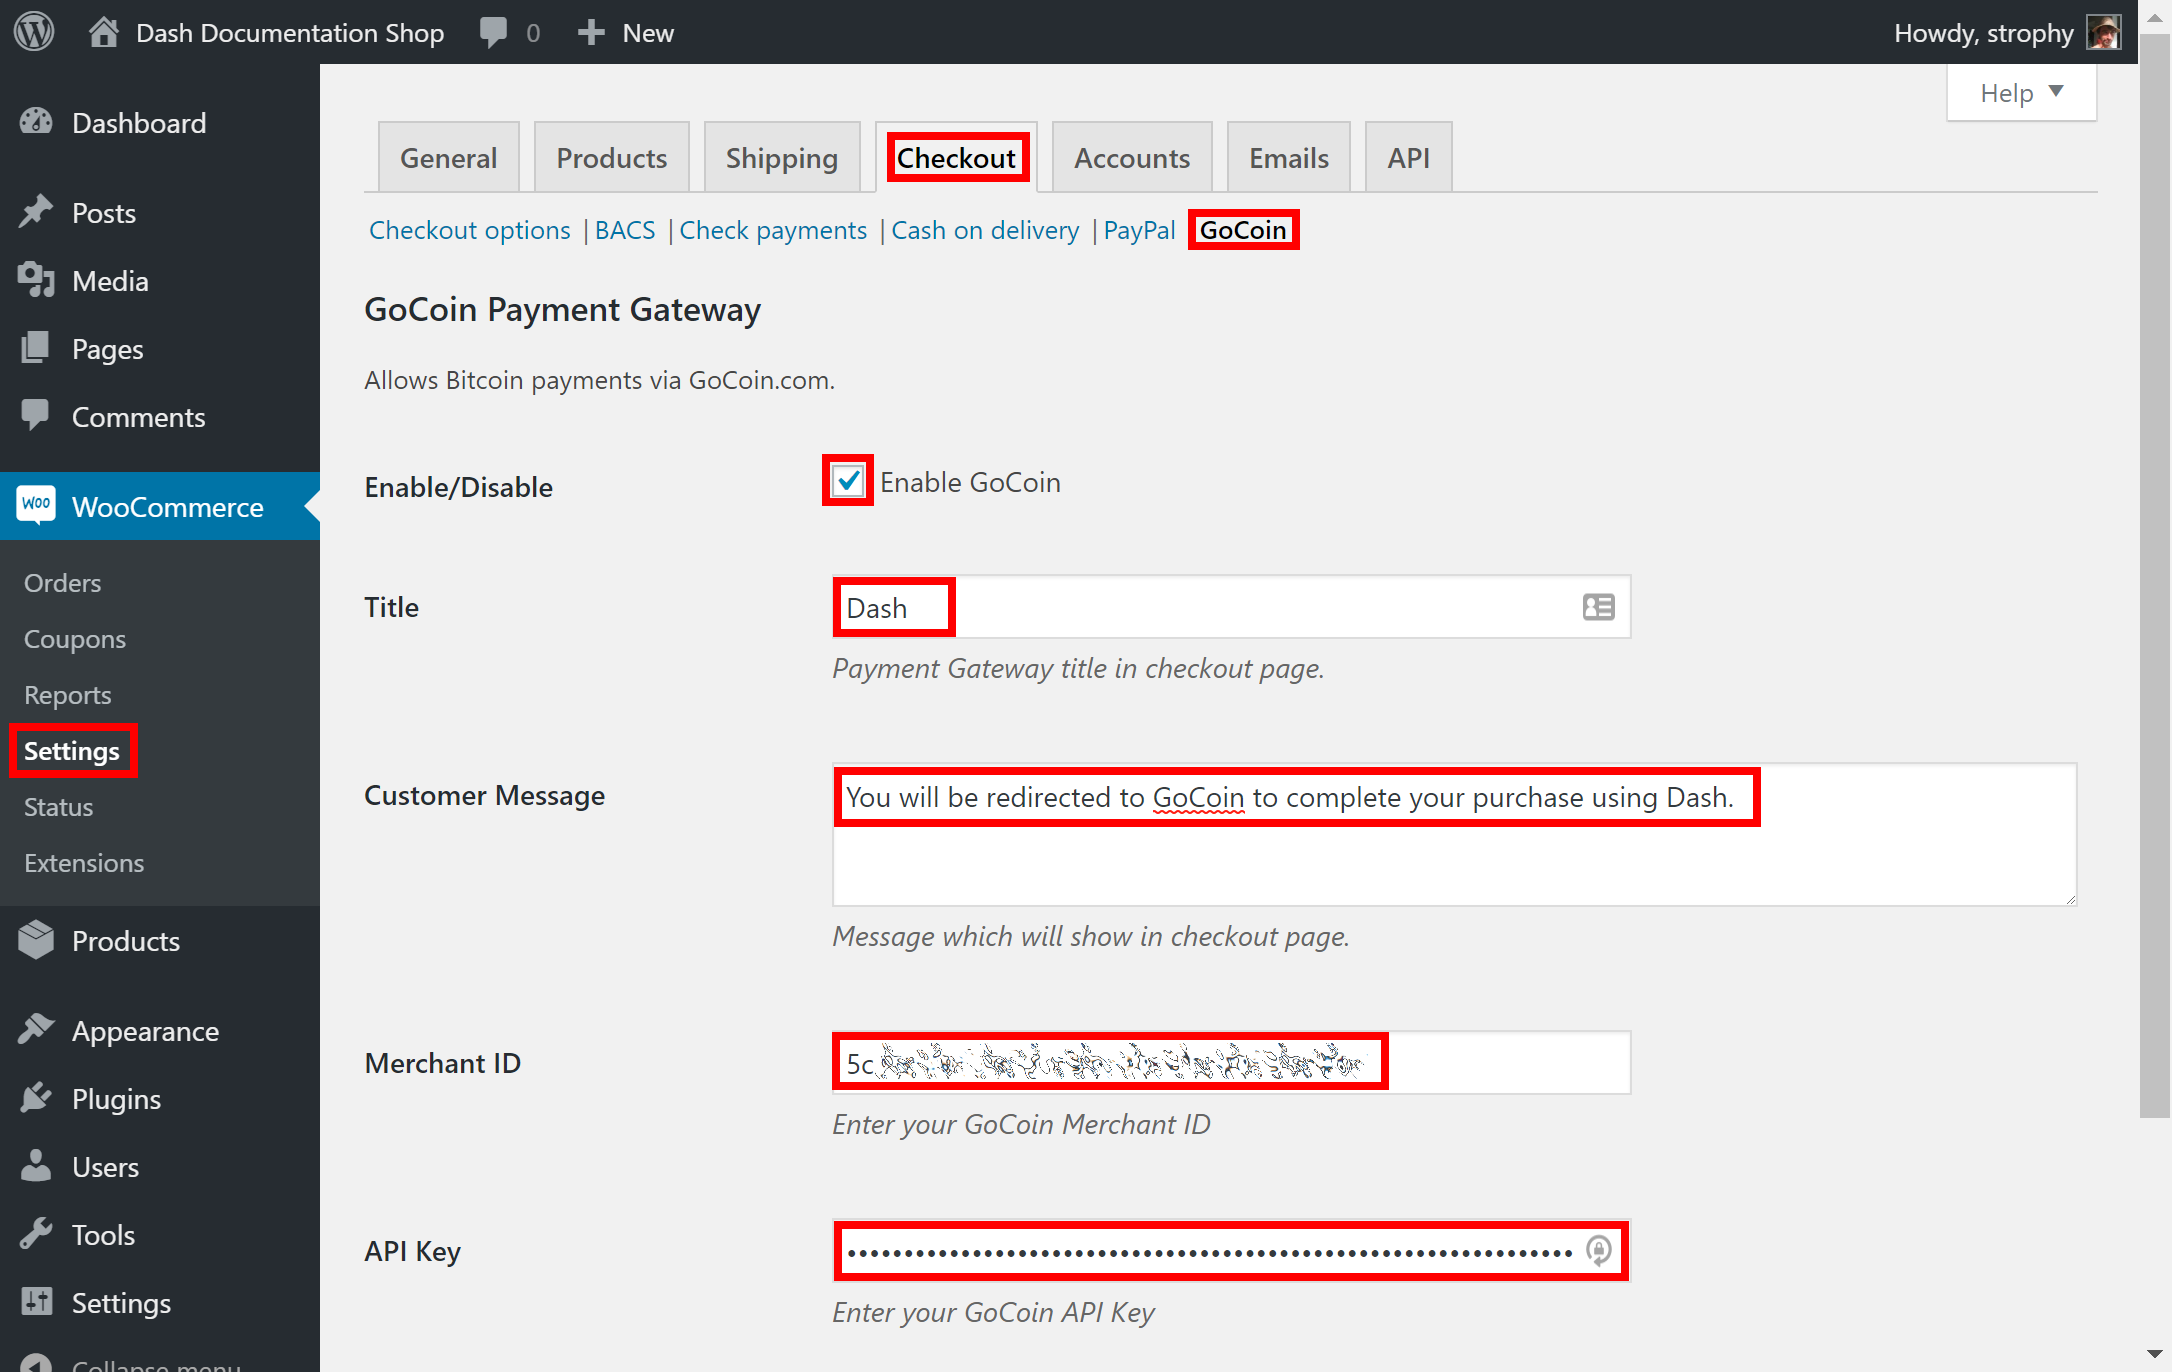 Dash Documentation Shop 0 New Howdy, strophy
Help
Dashboard
Posts
Media
Pages
Comments
WOO WooCommerce
Orders
Coupons
Reports
Settings
Status
Extensions
Products
Appearance
Plugins
Users
Tools
Settings
Collapse menu
General Products Shipping Checkout Accounts Emails API
Checkout options | BACS | Check payments | Cash on delivery | PayPal GoCoin
GoCoin Payment Gateway
Allows Bitcoin payments via GoCoin.com.
Enable/Disable Enable GoCoin
Title Dash
Payment Gateway title in checkout page.
Customer Message You will be redirected to GoCoin to complete your purchase using Dash.
Message which will show in checkout page.
Merchant ID 5c
Enter your GoCoin Merchant ID
API Key
Enter your GoCoin API Key